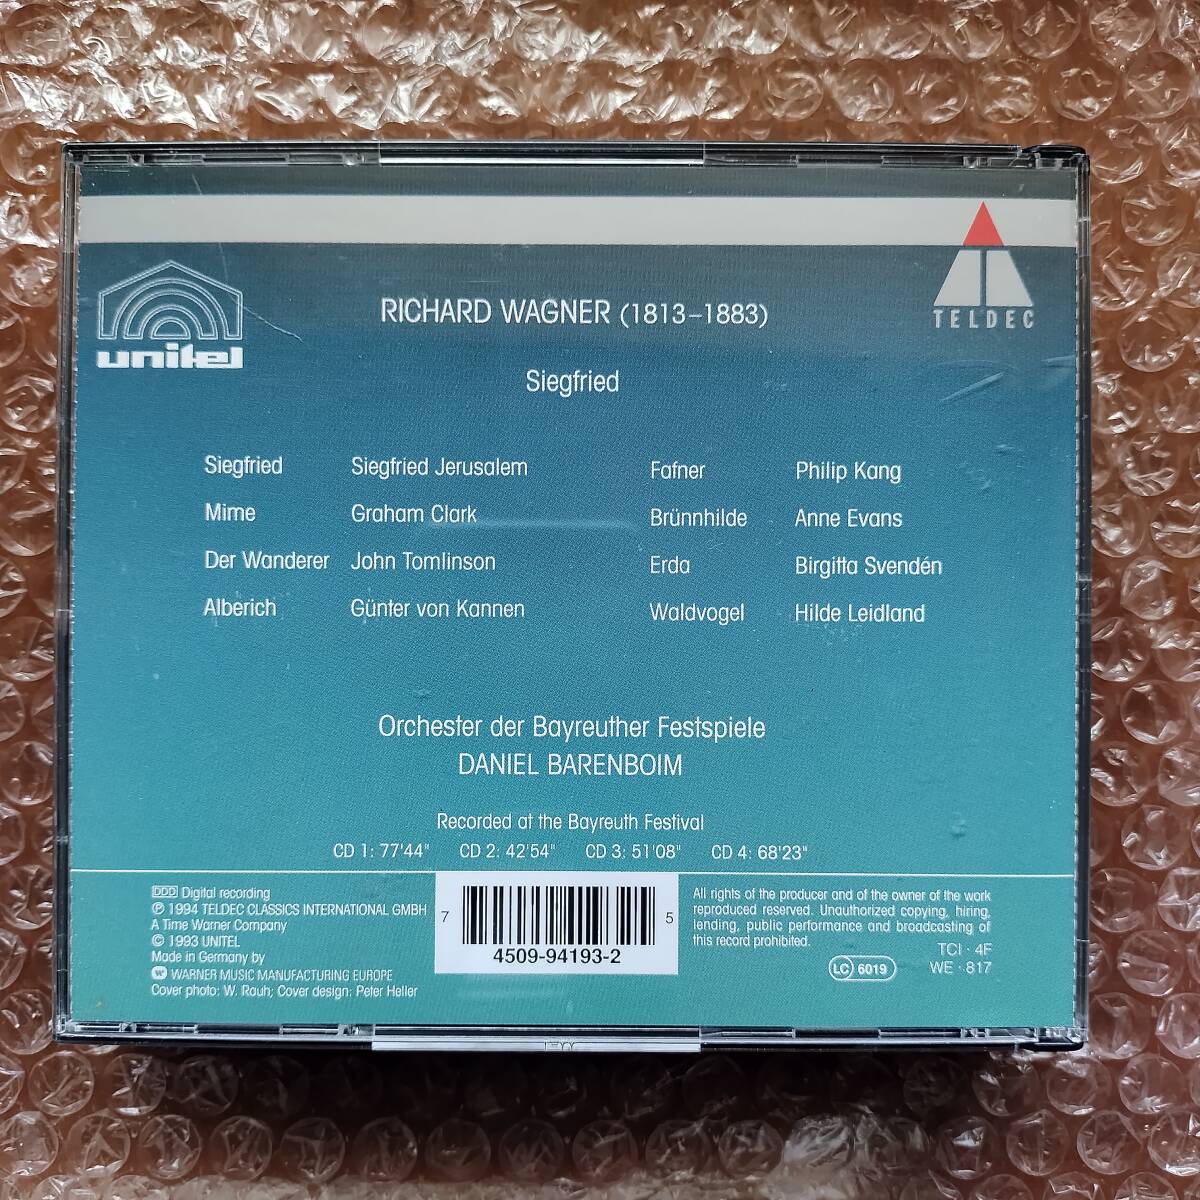 unitel
TELDEC
RICHARD WAGNER (1813–1883)
Siegfried
Siegfried Siegfried Jerusalem
Mime Graham Clark
Der Wanderer John Tomlinson
Alberich Günter von Kannen
Fafner Philip Kang
Brünnhilde Anne Evans
Erda Birgitta Svendén
Waldvogel Hilde Leidland
Orchester der Bayreuther Festspiele
DANIEL BARENBOIM
Recorded at the Bayreuth Festival
CD 1: 77'44" CD 2: 42'54" CD 3: 51'08" CD 4: 68'23"
DDD Digital recording
℗ 1994 TELDEC CLASSICS INTERNATIONAL GMBH
A Time Warner Company
© 1993 UNITEL
Made in Germany by
WARNER MUSIC MANUFACTURING EUROPE
Cover photo: W. Rauh; Cover design: Peter Heller
7 5
4509-94193-2
All rights of the producer and of the owner of the work
reproduced reserved. Unauthorized copying, hiring,
lending, public performance and broadcasting of
this record prohibited.
TCI · 4F
LC 6019
WE · 817